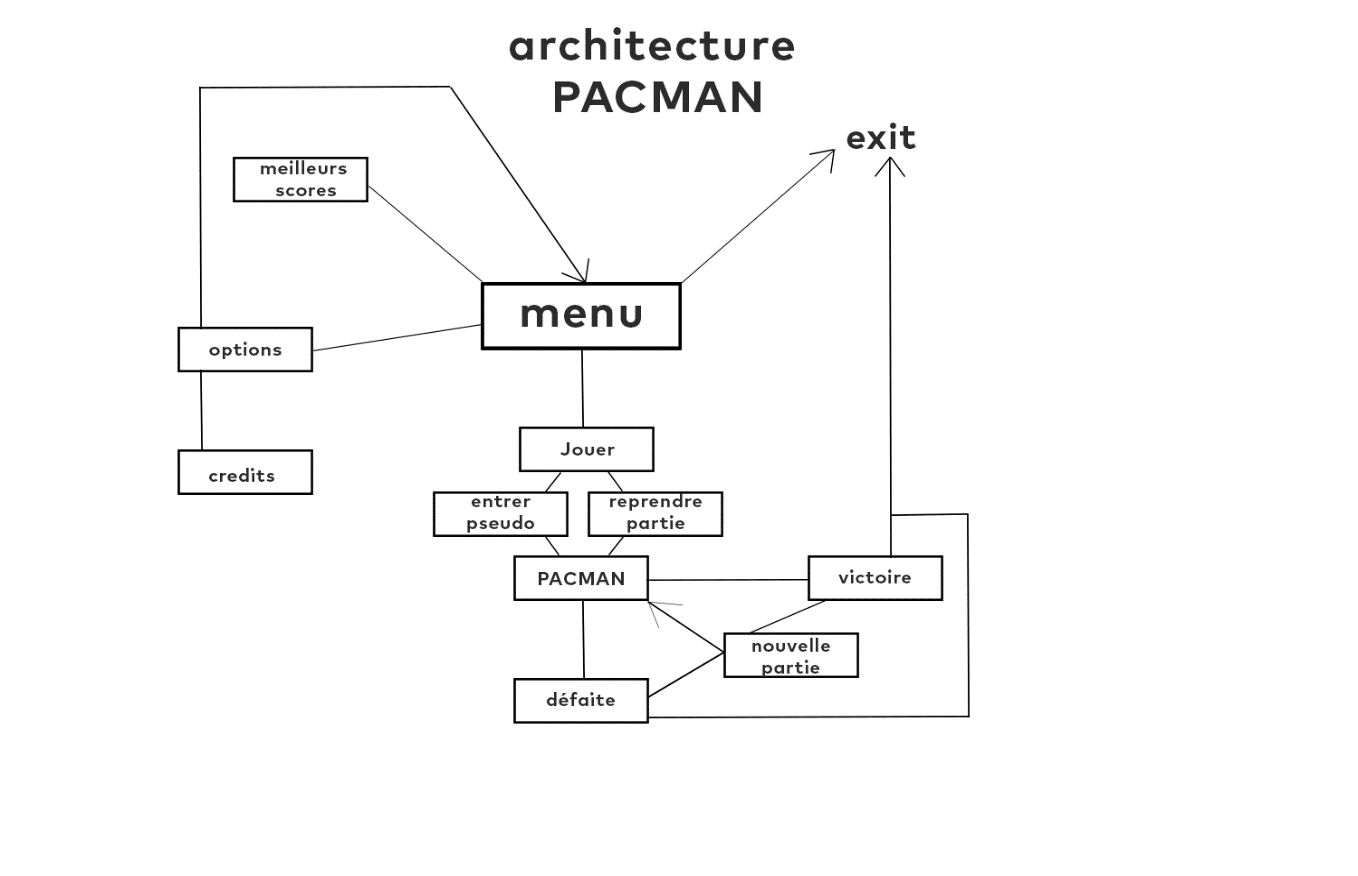 architecture
PACMAN
exit
meilleurs
scores
menu
options
Jouer
credits
entrer
pseudo
reprendre
partie
PACMAN
victoire
nouvelle
partie
défaite